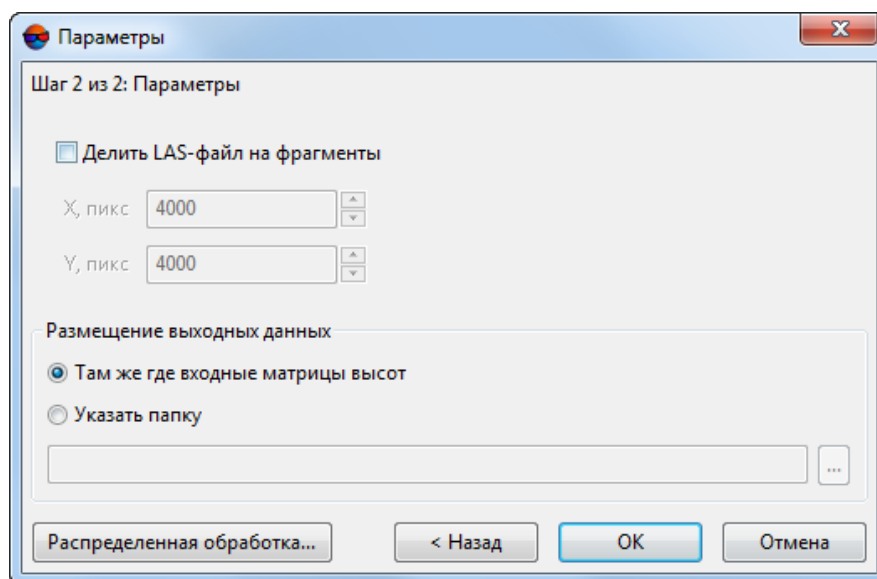 Параметры
Шаг 2 из 2: Параметры
Делить LAS-файл на фрагменты
X, пикс 4000
Y, пикс 4000
Размещение выходных данных
Там же где входные матрицы высот
Указать папку
...
Распределенная обработка... < Назад OK Отмена